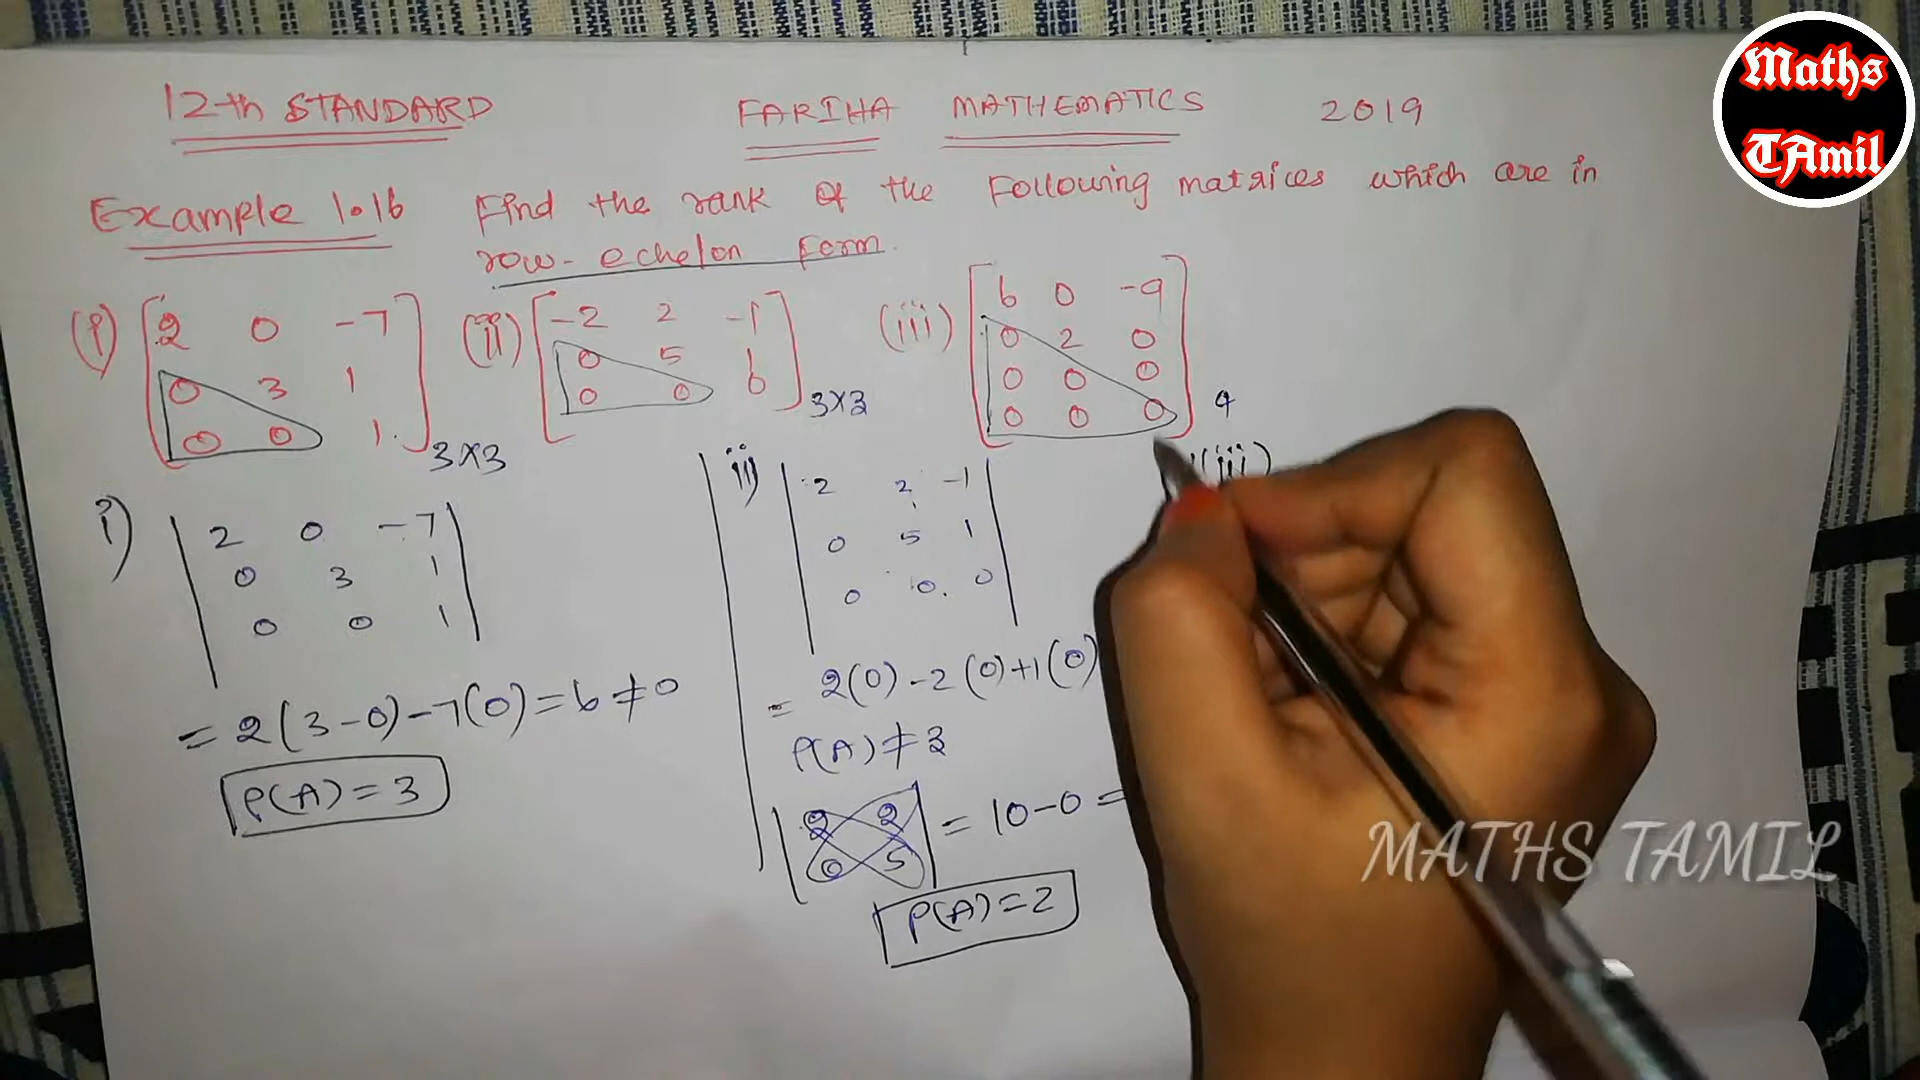 12th STANDARD FARIHA MATHEMATICS 2019
Maths
TAmil
Example 1.16 Find the rank of the Following matrices which are in
row-echelon form.
(i) 2 0 -7
0 3 1
0 0 1
3×3
(ii) -2 2 -1
0 5 1
0 0 6
3×3
(iii) 6 0 -9
0 2 0
0 0 0
0 0 0
4
i) 2 0 -7
0 3 1
0 0 1
= 2(3-0)-7(0)=6≠0
ρ(A)=3
ii) 2 2 -1
0 5 1
0 0 0
= 2(0)-2(0)+1(0)
ρ(A)≠3
2 2
0 5
= 10-0=
ρ(A)=2
(iii)
MATHS TAMIL